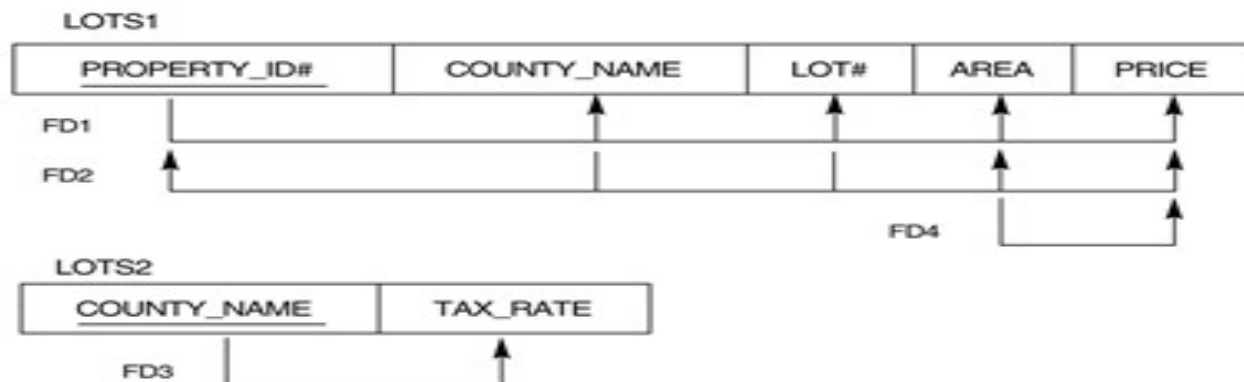 LOTS1
PROPERTY_ID# COUNTY_NAME LOT# AREA PRICE
FD1
FD2
FD4
LOTS2
COUNTY_NAME TAX_RATE
FD3